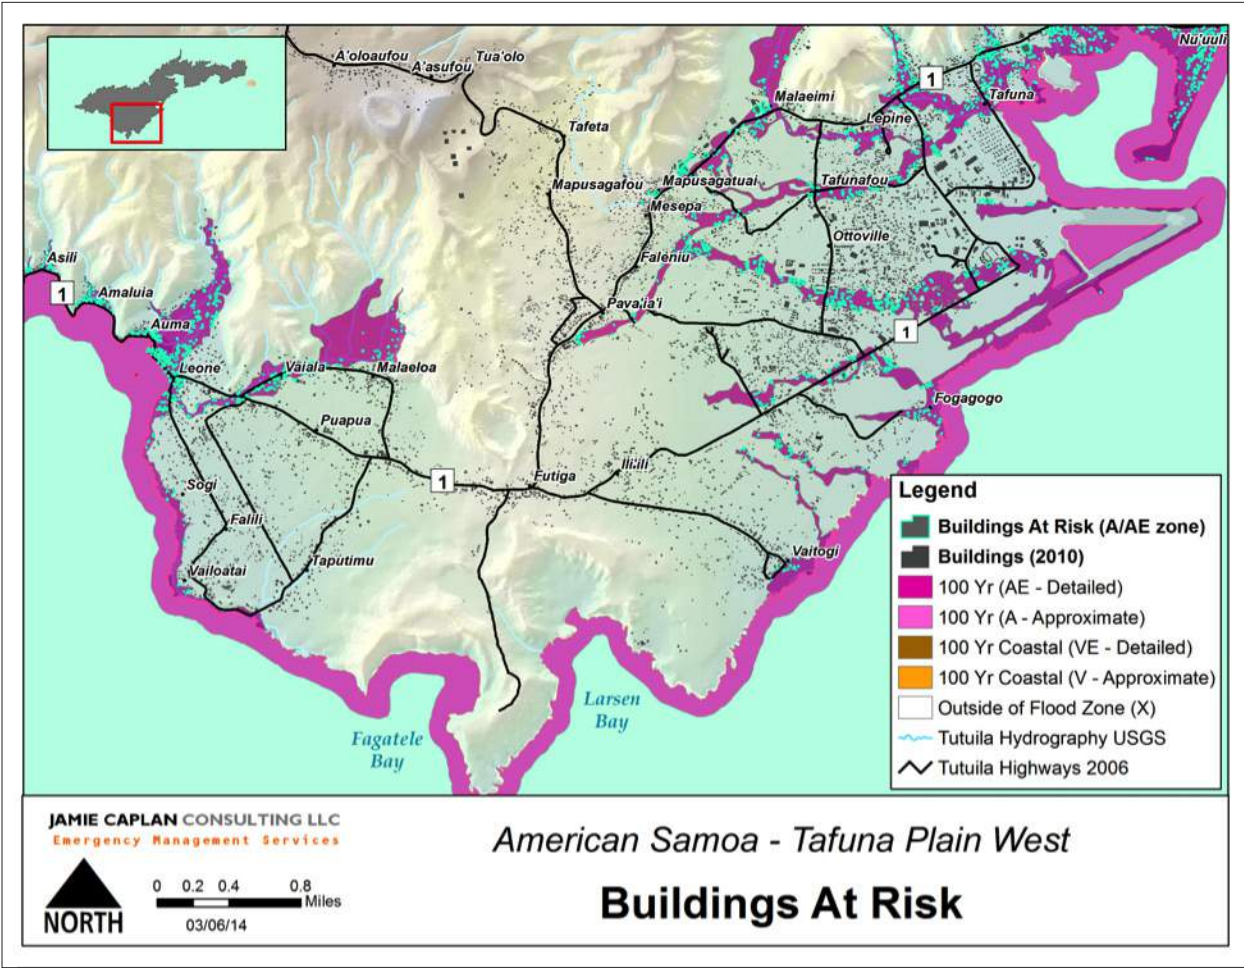 Nu'uuli
A'oloaufou
Tua'olo
A'asufou
1
Tafuna
Malaeimi
Lepine
Tafeta
Mapusagafou
Mapusagatuai
Tafunafou
Mesepa
Ottoville
Faleniu
Asili
1
Amaluia
Auma
Pava'ia'i
1
Leone
Vaiala
Malaeloa
Fogagogo
Puapua
Ili'ili
Futiga
1
Sogi
Falili
Vaitogi
Taputimu
Vailoatai
Larsen
Bay
Fagatele
Bay
Legend
Buildings At Risk (A/AE zone)
Buildings (2010)
100 Yr (AE - Detailed)
100 Yr (A - Approximate)
100 Yr Coastal (VE - Detailed)
100 Yr Coastal (V - Approximate)
Outside of Flood Zone (X)
Tutuila Hydrography USGS
Tutuila Highways 2006
JAMIE CAPLAN CONSULTING LLC
Emergency Management Services
NORTH
0 0.2 0.4 0.8
Miles
03/06/14
American Samoa - Tafuna Plain West
Buildings At Risk